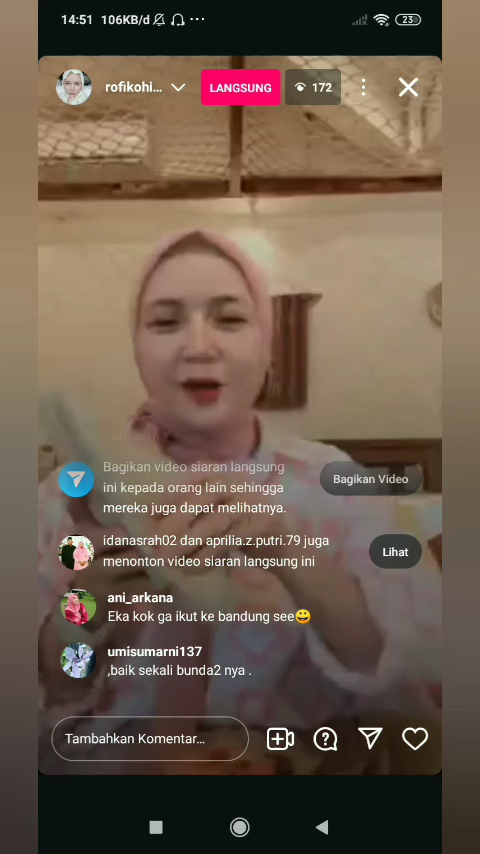 14:51 106KB/d 23
rofikohi... LANGSUNG 172
Bagikan video siaran langsung
ini kepada orang lain sehingga
mereka juga dapat melihatnya.
Bagikan Video
idanasrah02 dan aprilia.z.putri.79 juga
menonton video siaran langsung ini
Lihat
ani_arkana
Eka kok ga ikut ke bandung see😀
umisumarni137
,baik sekali bunda2 nya .
Tambahkan Komentar...